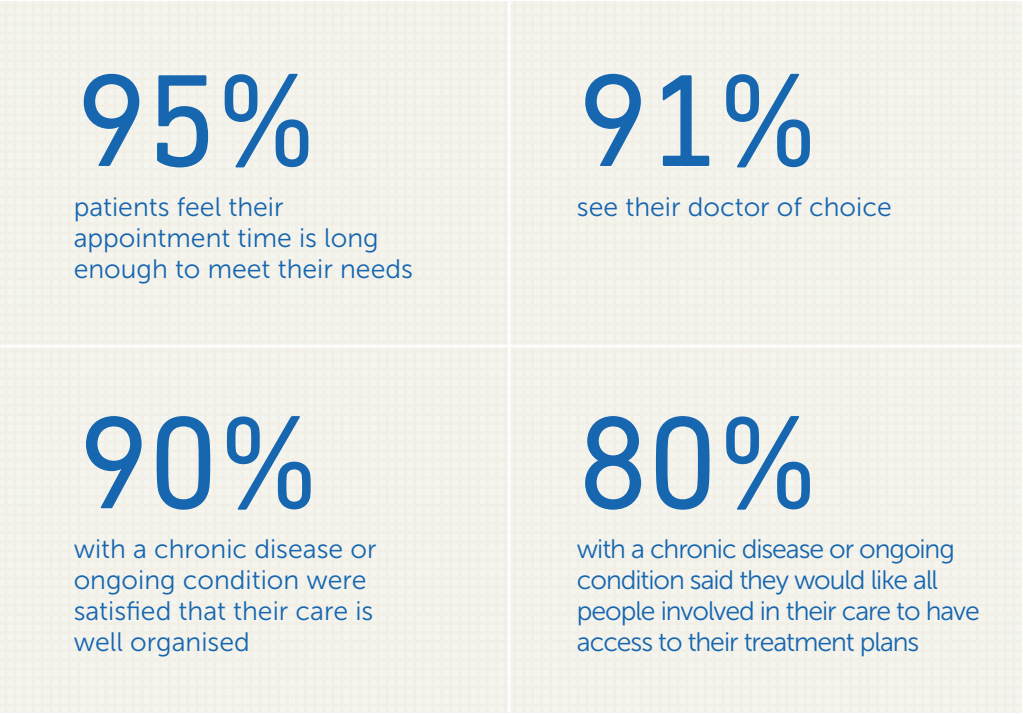 95%
patients feel their
appointment time is long
enough to meet their needs
91%
see their doctor of choice
90%
with a chronic disease or
ongoing condition were
satisfied that their care is
well organised
80%
with a chronic disease or ongoing
condition said they would like all
people involved in their care to have
access to their treatment plans